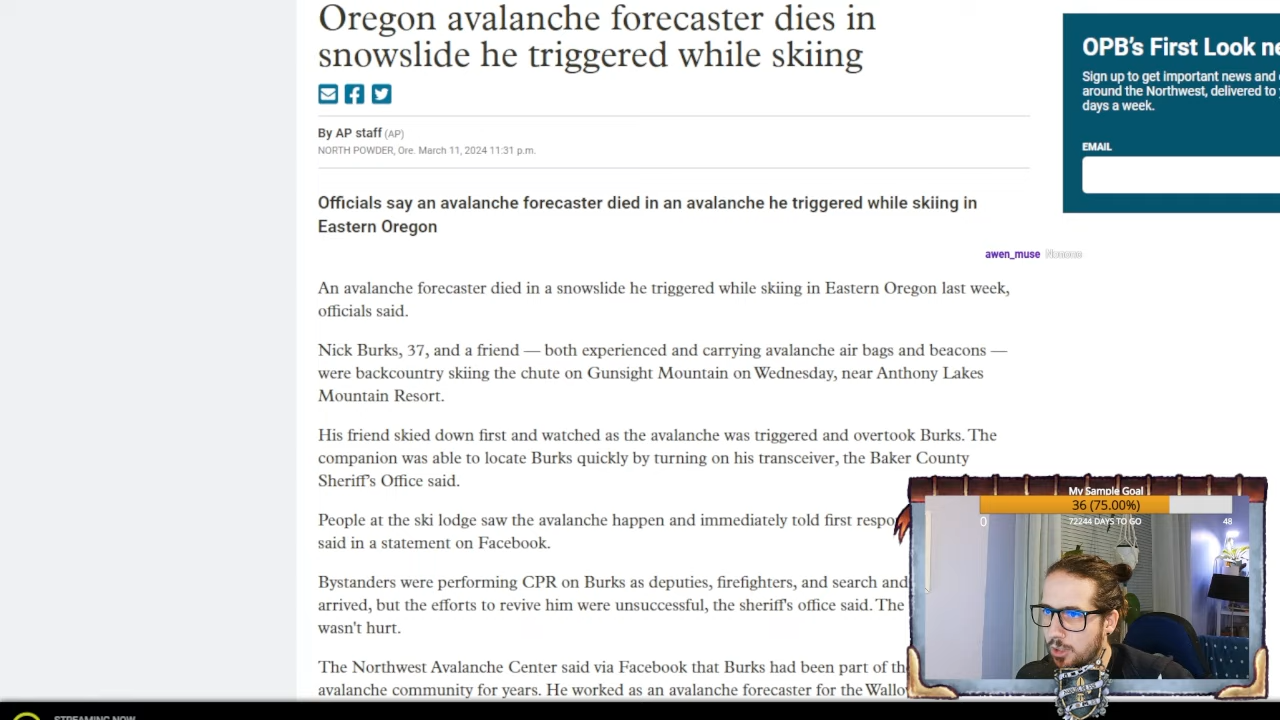 Oregon avalanche forecaster dies in
snowslide he triggered while skiing
By AP staff (AP)
NORTH POWDER, Ore. March 11, 2024 11:31 p.m.
Officials say an avalanche forecaster died in an avalanche he triggered while skiing in
Eastern Oregon
An avalanche forecaster died in a snowslide he triggered while skiing in Eastern Oregon last week,
officials said.
Nick Burks, 37, and a friend — both experienced and carrying avalanche air bags and beacons —
were backcountry skiing the chute on Gunsight Mountain on Wednesday, near Anthony Lakes
Mountain Resort.
His friend skied down first and watched as the avalanche was triggered and overtook Burks. The
companion was able to locate Burks quickly by turning on his transceiver, the Baker County
Sheriff's Office said.
People at the ski lodge saw the avalanche happen and immediately told first respo
said in a statement on Facebook.
Bystanders were performing CPR on Burks as deputies, firefighters, and search and
arrived, but the efforts to revive him were unsuccessful, the sheriff's office said. The
wasn't hurt.
The Northwest Avalanche Center said via Facebook that Burks had been part of the
avalanche community for years. He worked as an avalanche forecaster for the Wallow
OPB's First Look ne
Sign up to get important news and
around the Northwest, delivered to
days a week.
EMAIL
awen_muse
My Sample Goal
36 (75.00%)
0
72244 DAYS TO GO
48
STREAMING NOW